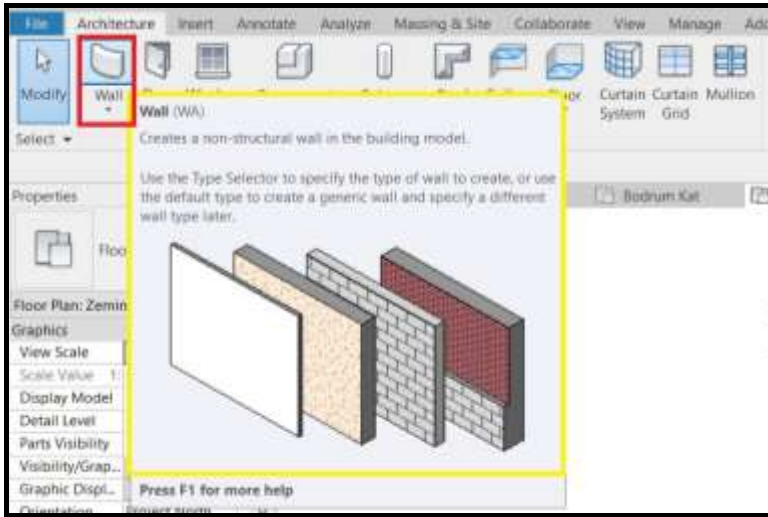 File Architecture Insert Annotate Analyze Massing & Site Collaborate View Manage
Modify Wall Curtain System Curtain Grid Mullion
Select
Wall (WA)
Creates a non-structural wall in the building model.
Use the Type Selector to specify the type of wall to create, or use
the default type to create a generic wall and specify a different
wall type later.
Properties
Bodrum Kat
Floor Plan: Zemin
Graphics
View Scale
Scale Value 1:
Display Model
Detail Level
Parts Visibility
Visibility/Grap...
Graphic Displ...
Press F1 for more help
Orientation Project North